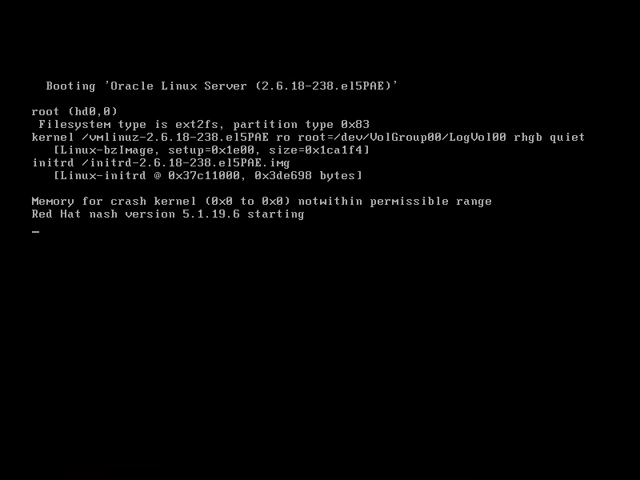 Booting 'Oracle Linux Server (2.6.18-238.el5PAE)'
root (hd0,0)
Filesystem type is ext2fs, partition type 0x83
kernel /vmlinuz-2.6.18-238.el5PAE ro root=/dev/VolGroup00/LogVol00 rhgb quiet
[Linux-bzImage, setup=0x1e00, size=0x1ca1f4]
initrd /initrd-2.6.18-238.el5PAE.img
[Linux-initrd @ 0x37c11000, 0x3de698 bytes]
Memory for crash kernel (0x0 to 0x0) notwithin permissible range
Red Hat nash version 5.1.19.6 starting